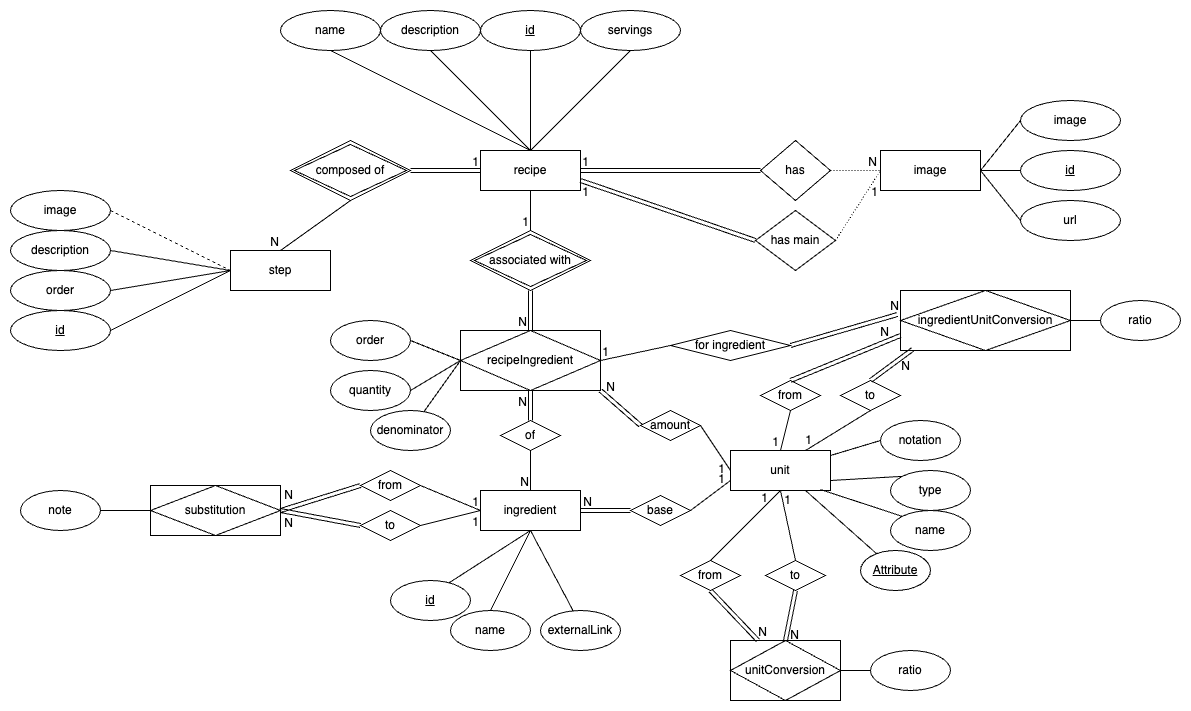 name
description
id
servings
image
composed of
1
recipe
1
has
N
image
id
1
1
has main
url
image
description
order
id
N
step
1
associated with
N
order
quantity
denominator
recipeIngredient
1
for ingredient
N
ingredientUnitConversion
ratio
N
N
from
to
N
N
of
amount
1
1
notation
unit
type
name
Attribute
1
1
note
substitution
N
N
from
to
1
1
N
ingredient
N
base
id
name
externalLink
1
1
from
to
N
N
unitConversion
ratio